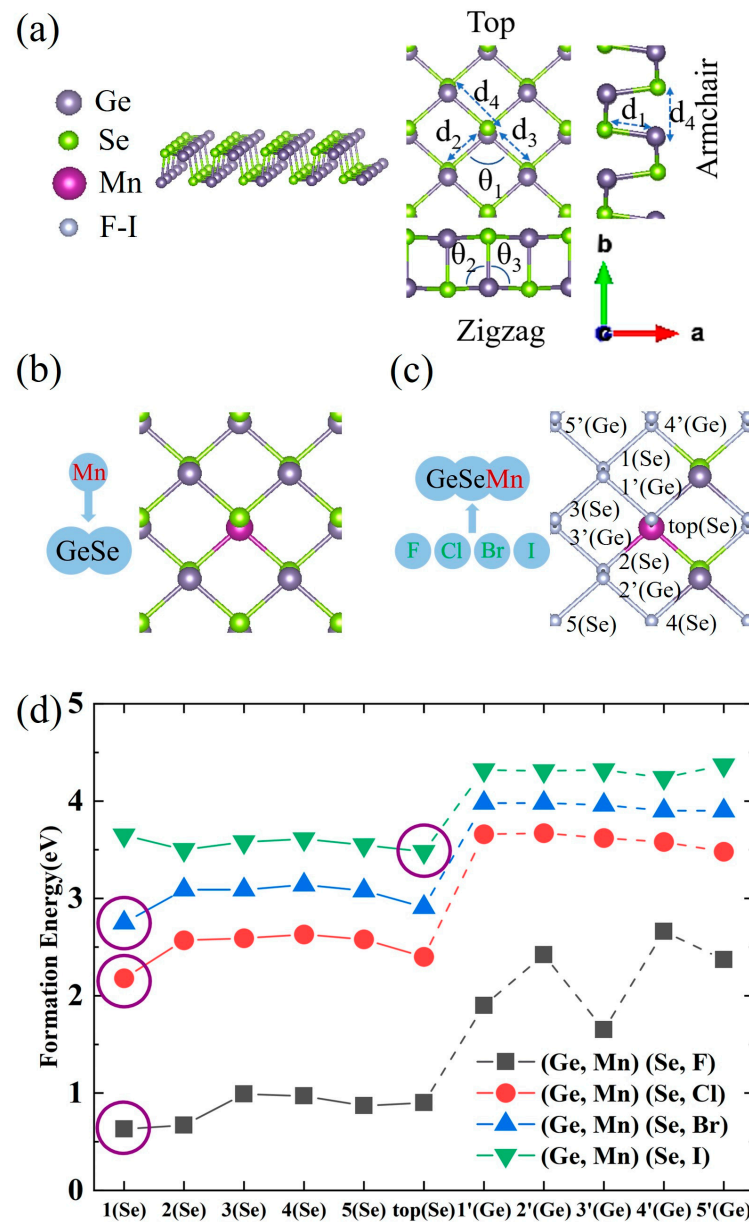 (a)
Ge
Se
Mn
F-I
Top
d4
d2
d3
θ1
θ2
θ3
Zigzag
d1
d4
Armchair
b
c
a
(b)
Mn
GeSe
(c)
GeSeMn
F Cl Br I
5'(Ge)
4'(Ge)
1(Se)
1'(Ge)
3(Se)
3'(Ge)
top(Se)
2(Se)
2'(Ge)
5(Se)
4(Se)
(d)
Formation Energy(eV)
5
4
3
2
1
0
(Ge, Mn) (Se, F)
(Ge, Mn) (Se, Cl)
(Ge, Mn) (Se, Br)
(Ge, Mn) (Se, I)
1(Se) 2(Se) 3(Se) 4(Se) 5(Se) top(Se) 1'(Ge) 2'(Ge) 3'(Ge) 4'(Ge) 5'(Ge)